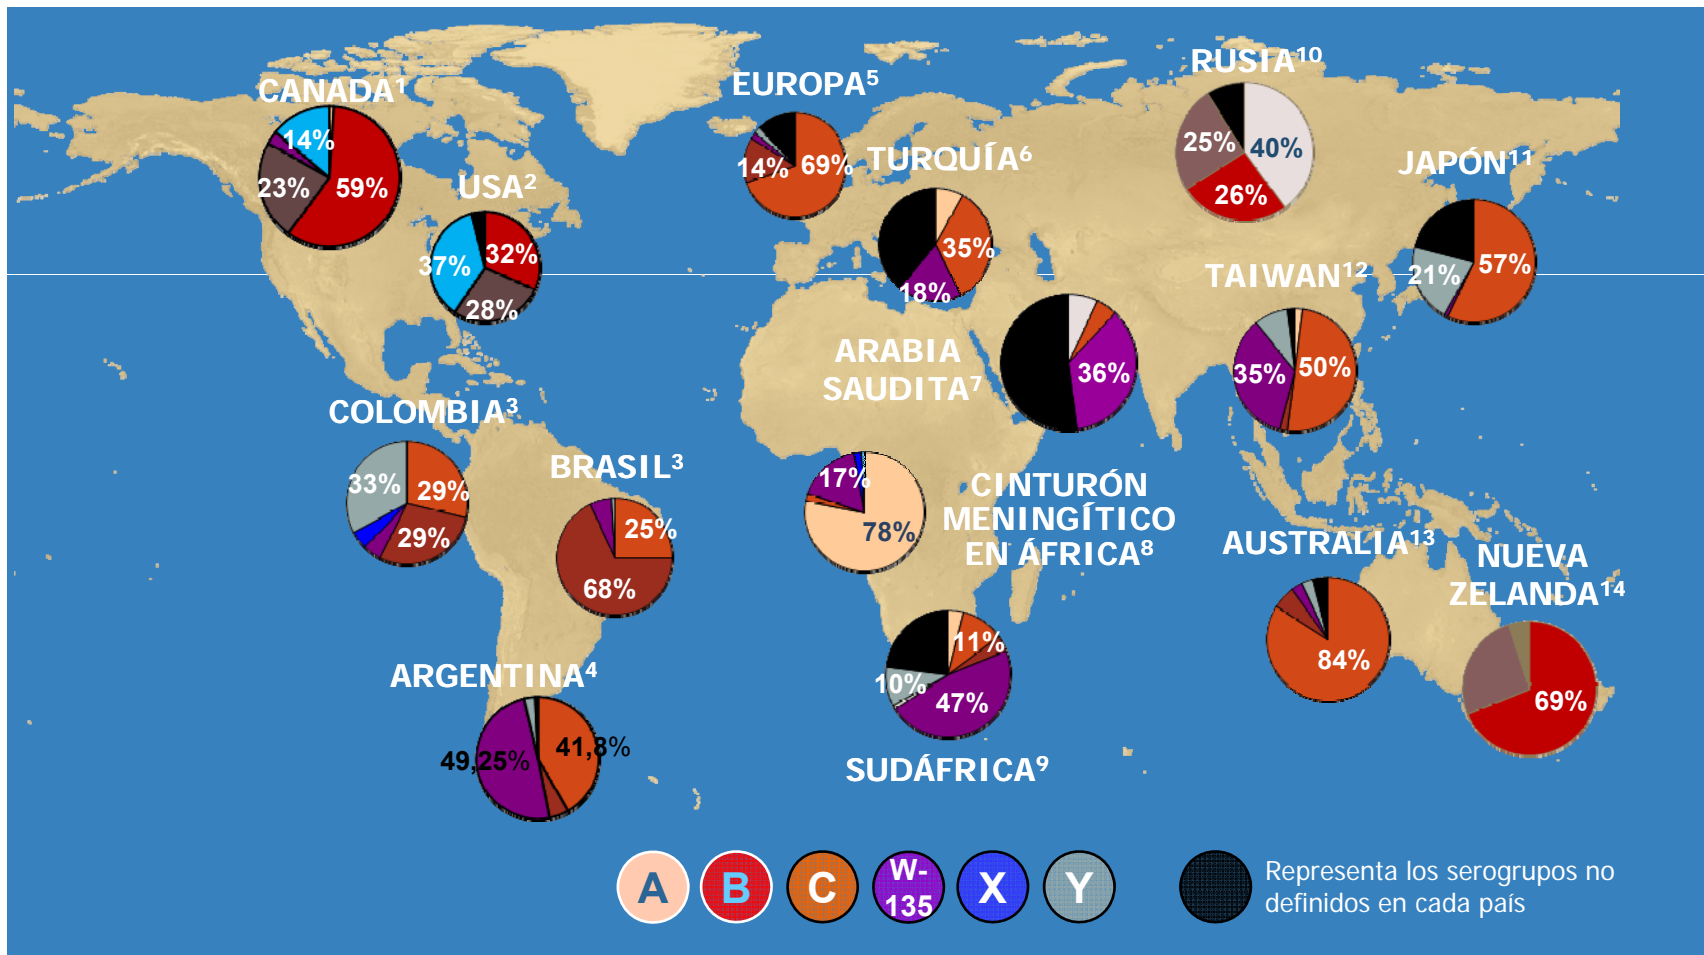 CANADA1
14%
23%
59%
USA2
32%
37%
28%
EUROPA5
14%
69%
TURQUÍA6
35%
18%
RUSIA10
25%
40%
26%
JAPÓN11
57%
21%
TAIWAN12
35%
50%
ARABIA
SAUDITA7
36%
COLOMBIA3
33%
29%
29%
BRASIL3
25%
68%
CINTURÓN
MENINGÍTICO
EN ÁFRICA8
17%
78%
AUSTRALIA13
84%
NUEVA
ZELANDA14
69%
ARGENTINA4
49,25%
41,8%
11%
10%
47%
SUDÁFRICA9
A
B
C
W-
135
X
Y
Representa los serogrupos no
definidos en cada país